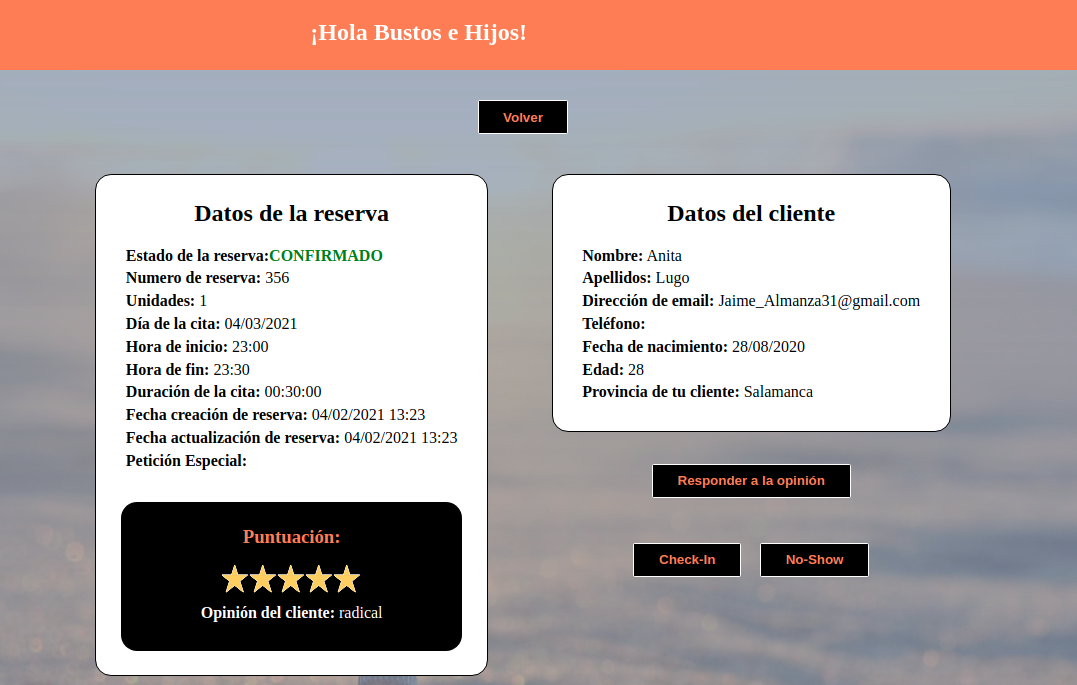 ¡Hola Bustos e Hijos!
Volver
Datos de la reserva
Estado de la reserva:CONFIRMADO
Numero de reserva: 356
Unidades: 1
Día de la cita: 04/03/2021
Hora de inicio: 23:00
Hora de fin: 23:30
Duración de la cita: 00:30:00
Fecha creación de reserva: 04/02/2021 13:23
Fecha actualización de reserva: 04/02/2021 13:23
Petición Especial:
Puntuación:
Opinión del cliente: radical
Datos del cliente
Nombre: Anita
Apellidos: Lugo
Dirección de email: Jaime_Almanza31@gmail.com
Teléfono:
Fecha de nacimiento: 28/08/2020
Edad: 28
Provincia de tu cliente: Salamanca
Responder a la opinión
Check-In
No-Show